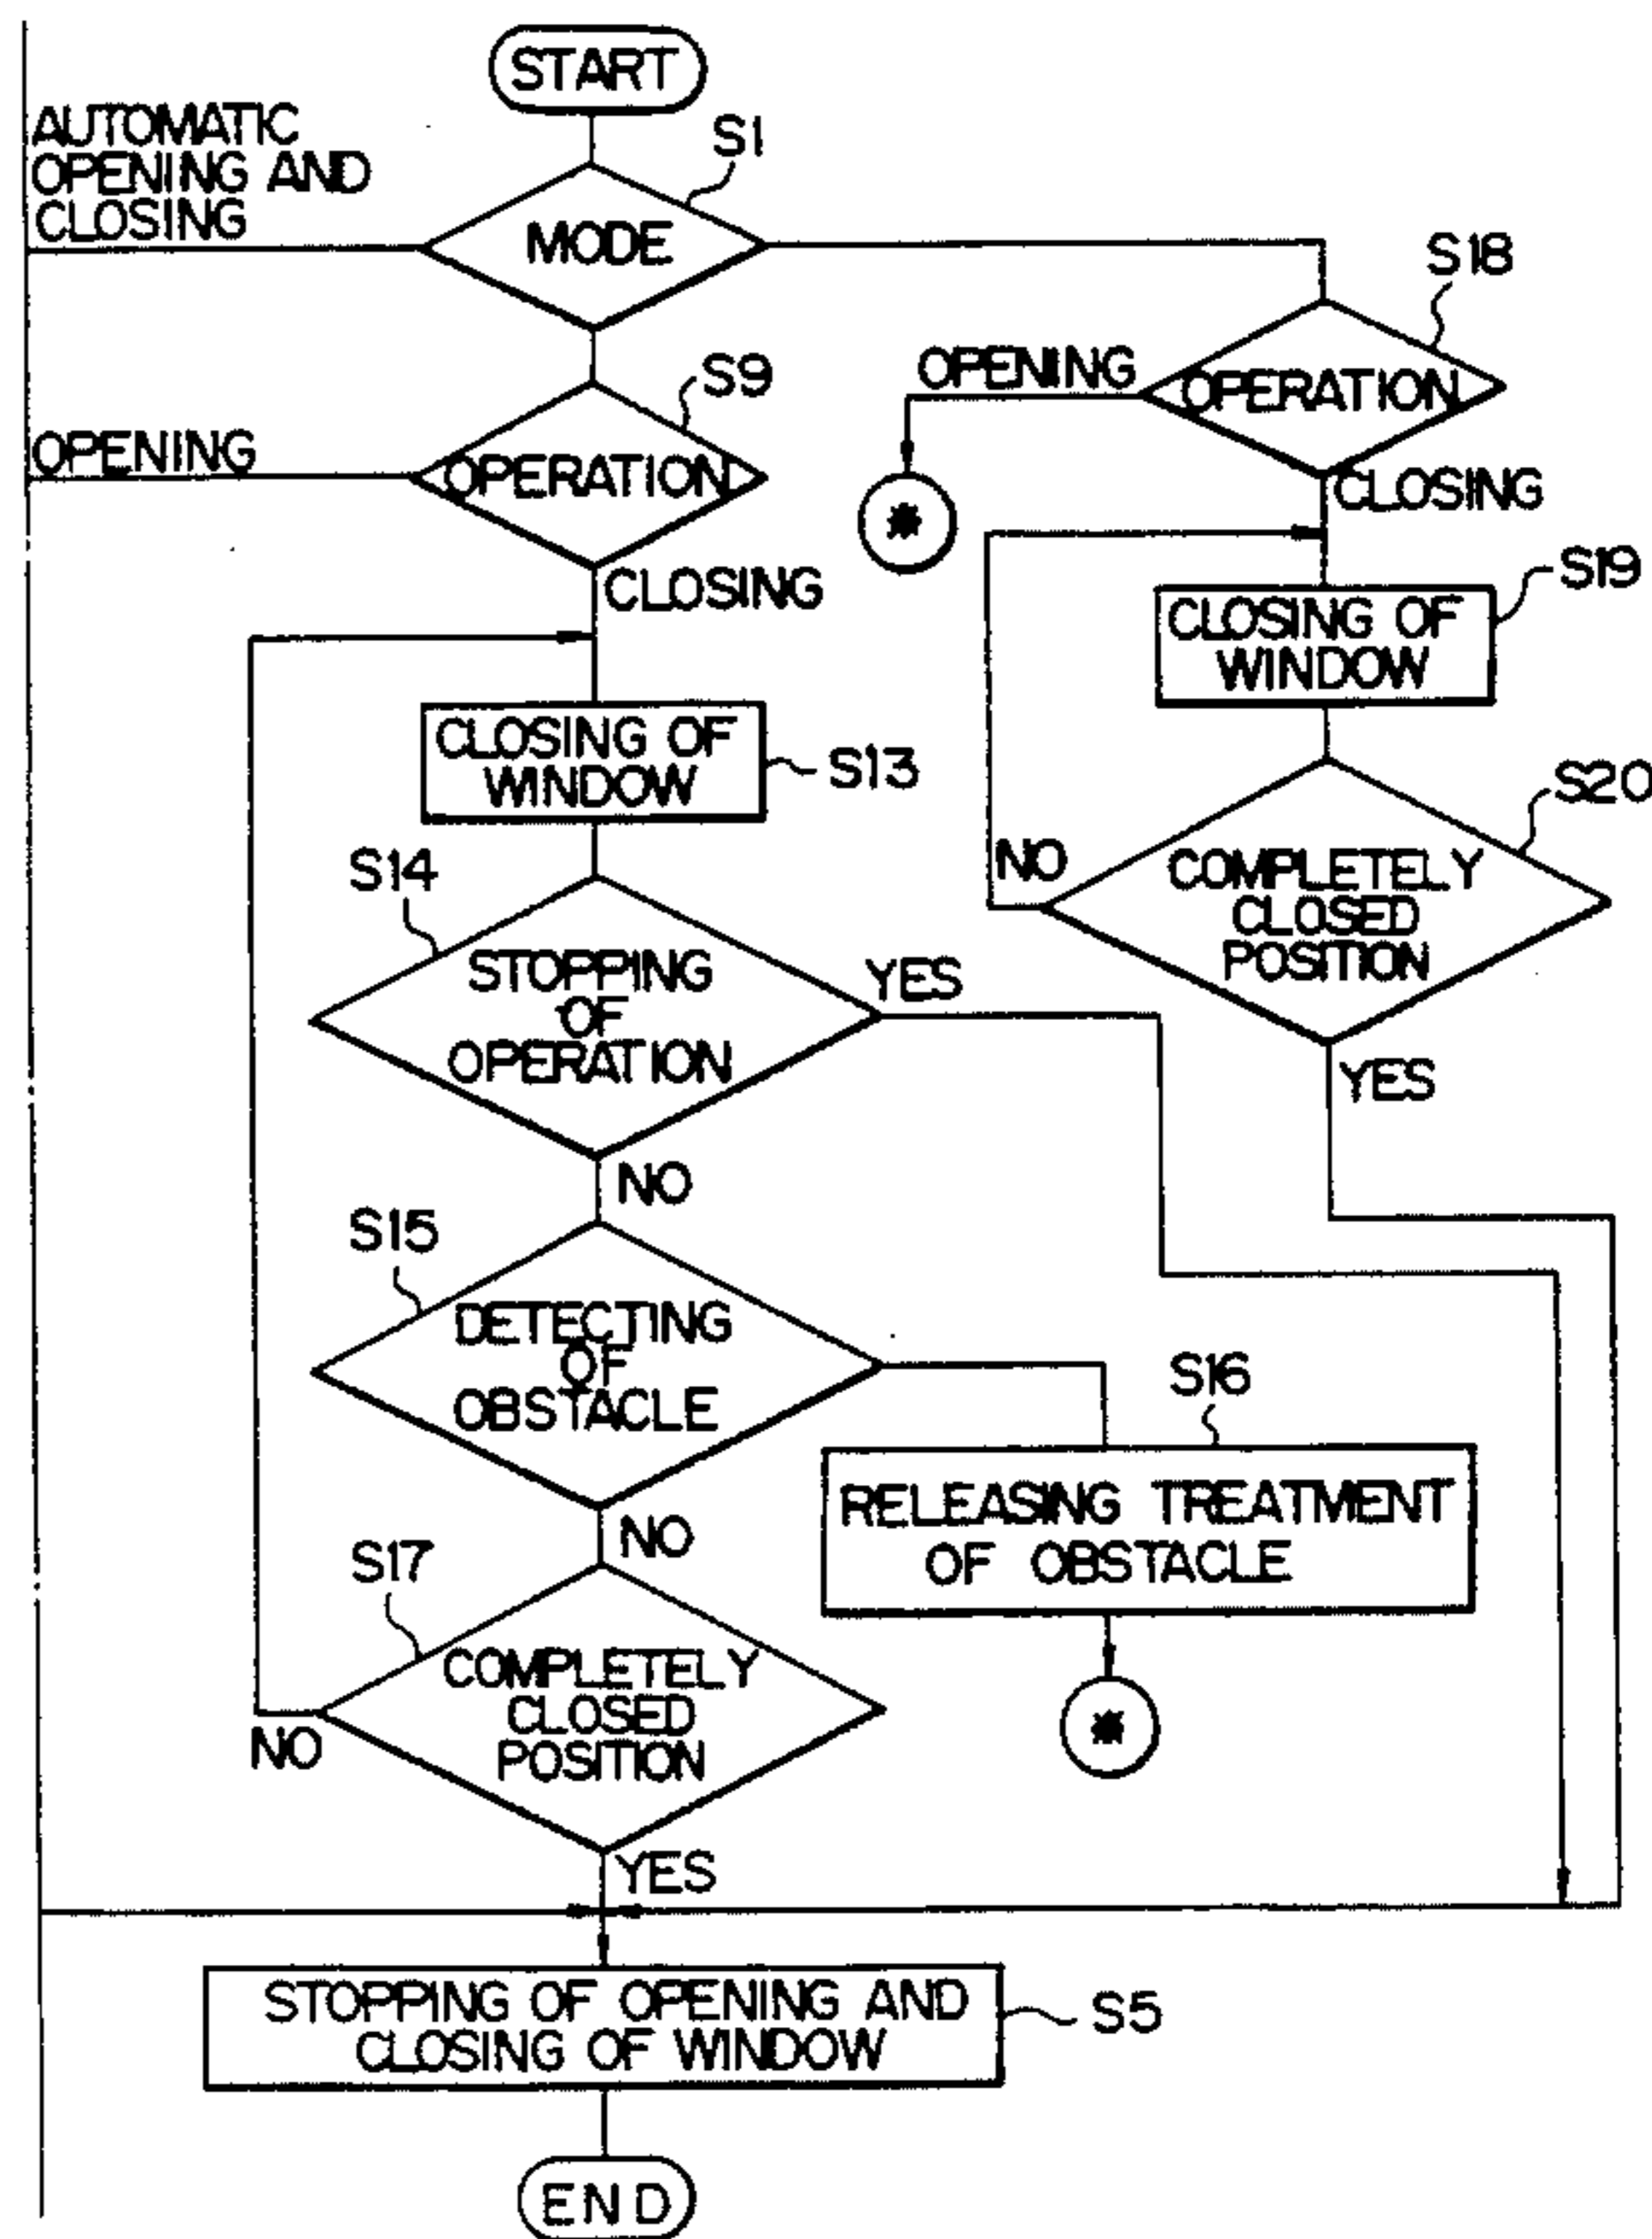 START
AUTOMATIC
OPENING AND
CLOSING
S1
MODE
S18
OPENING
OPERATION
CLOSING
*
S9
OPENING
OPERATION
CLOSING
S19
CLOSING OF
WINDOW
S13
CLOSING OF
WINDOW
S20
NO
COMPLETELY
CLOSED
POSITION
YES
S14
STOPPING
OF
OPERATION
YES
NO
S15
DETECTING
OF
OBSTACLE
NO
S16
RELEASING TREATMENT
OF OBSTACLE
*
S17
COMPLETELY
CLOSED
POSITION
NO
YES
STOPPING OF OPENING AND
CLOSING OF WINDOW
S5
END